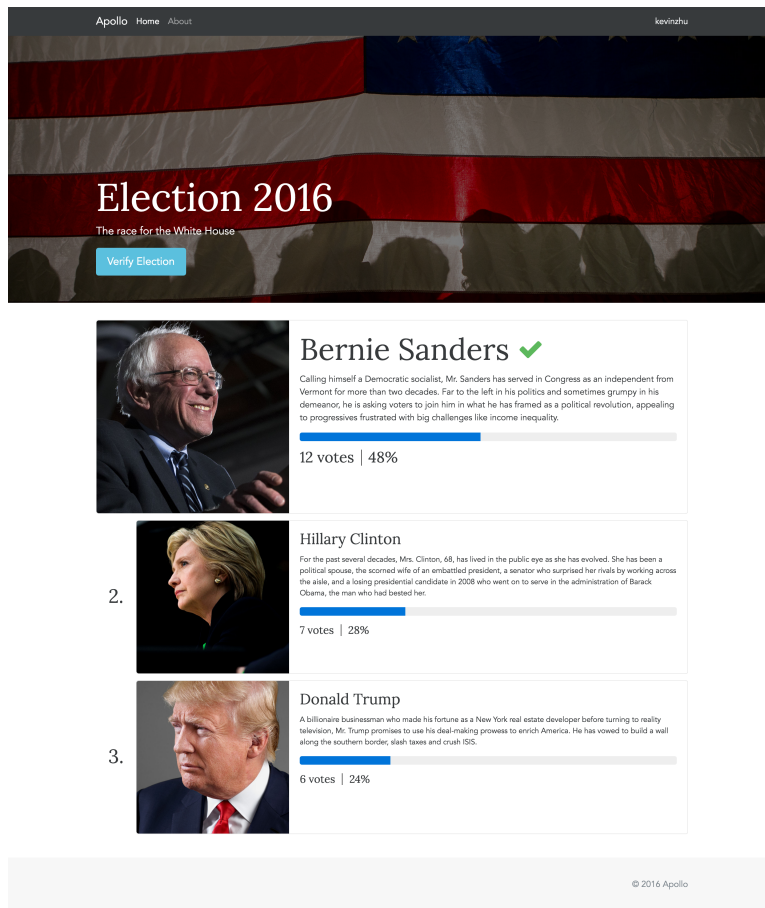 Apollo Home About kevinzhu
Election 2016
The race for the White House
Verify Election
Bernie Sanders
Calling himself a Democratic socialist, Mr. Sanders has served in Congress as an independent from
Vermont for more than two decades. Far to the left in his politics and sometimes grumpy in his
demeanor, he is asking voters to join him in what he has framed as a political revolution, appealing
to progressives frustrated with big challenges like income inequality.
12 votes | 48%
2.
Hillary Clinton
For the past several decades, Mrs. Clinton, 68, has lived in the public eye as she has evolved. She has been a
political spouse, the scorned wife of an embattled president, a senator who surprised her rivals by working across
the aisle, and a losing presidential candidate in 2008 who went on to serve in the administration of Barack
Obama, the man who had bested her.
7 votes | 28%
3.
Donald Trump
A billionaire businessman who made his fortune as a New York real estate developer before turning to reality
television, Mr. Trump promises to use his deal-making prowess to enrich America. He has vowed to build a wall
along the southern border, slash taxes and crush ISIS.
6 votes | 24%
© 2016 Apollo